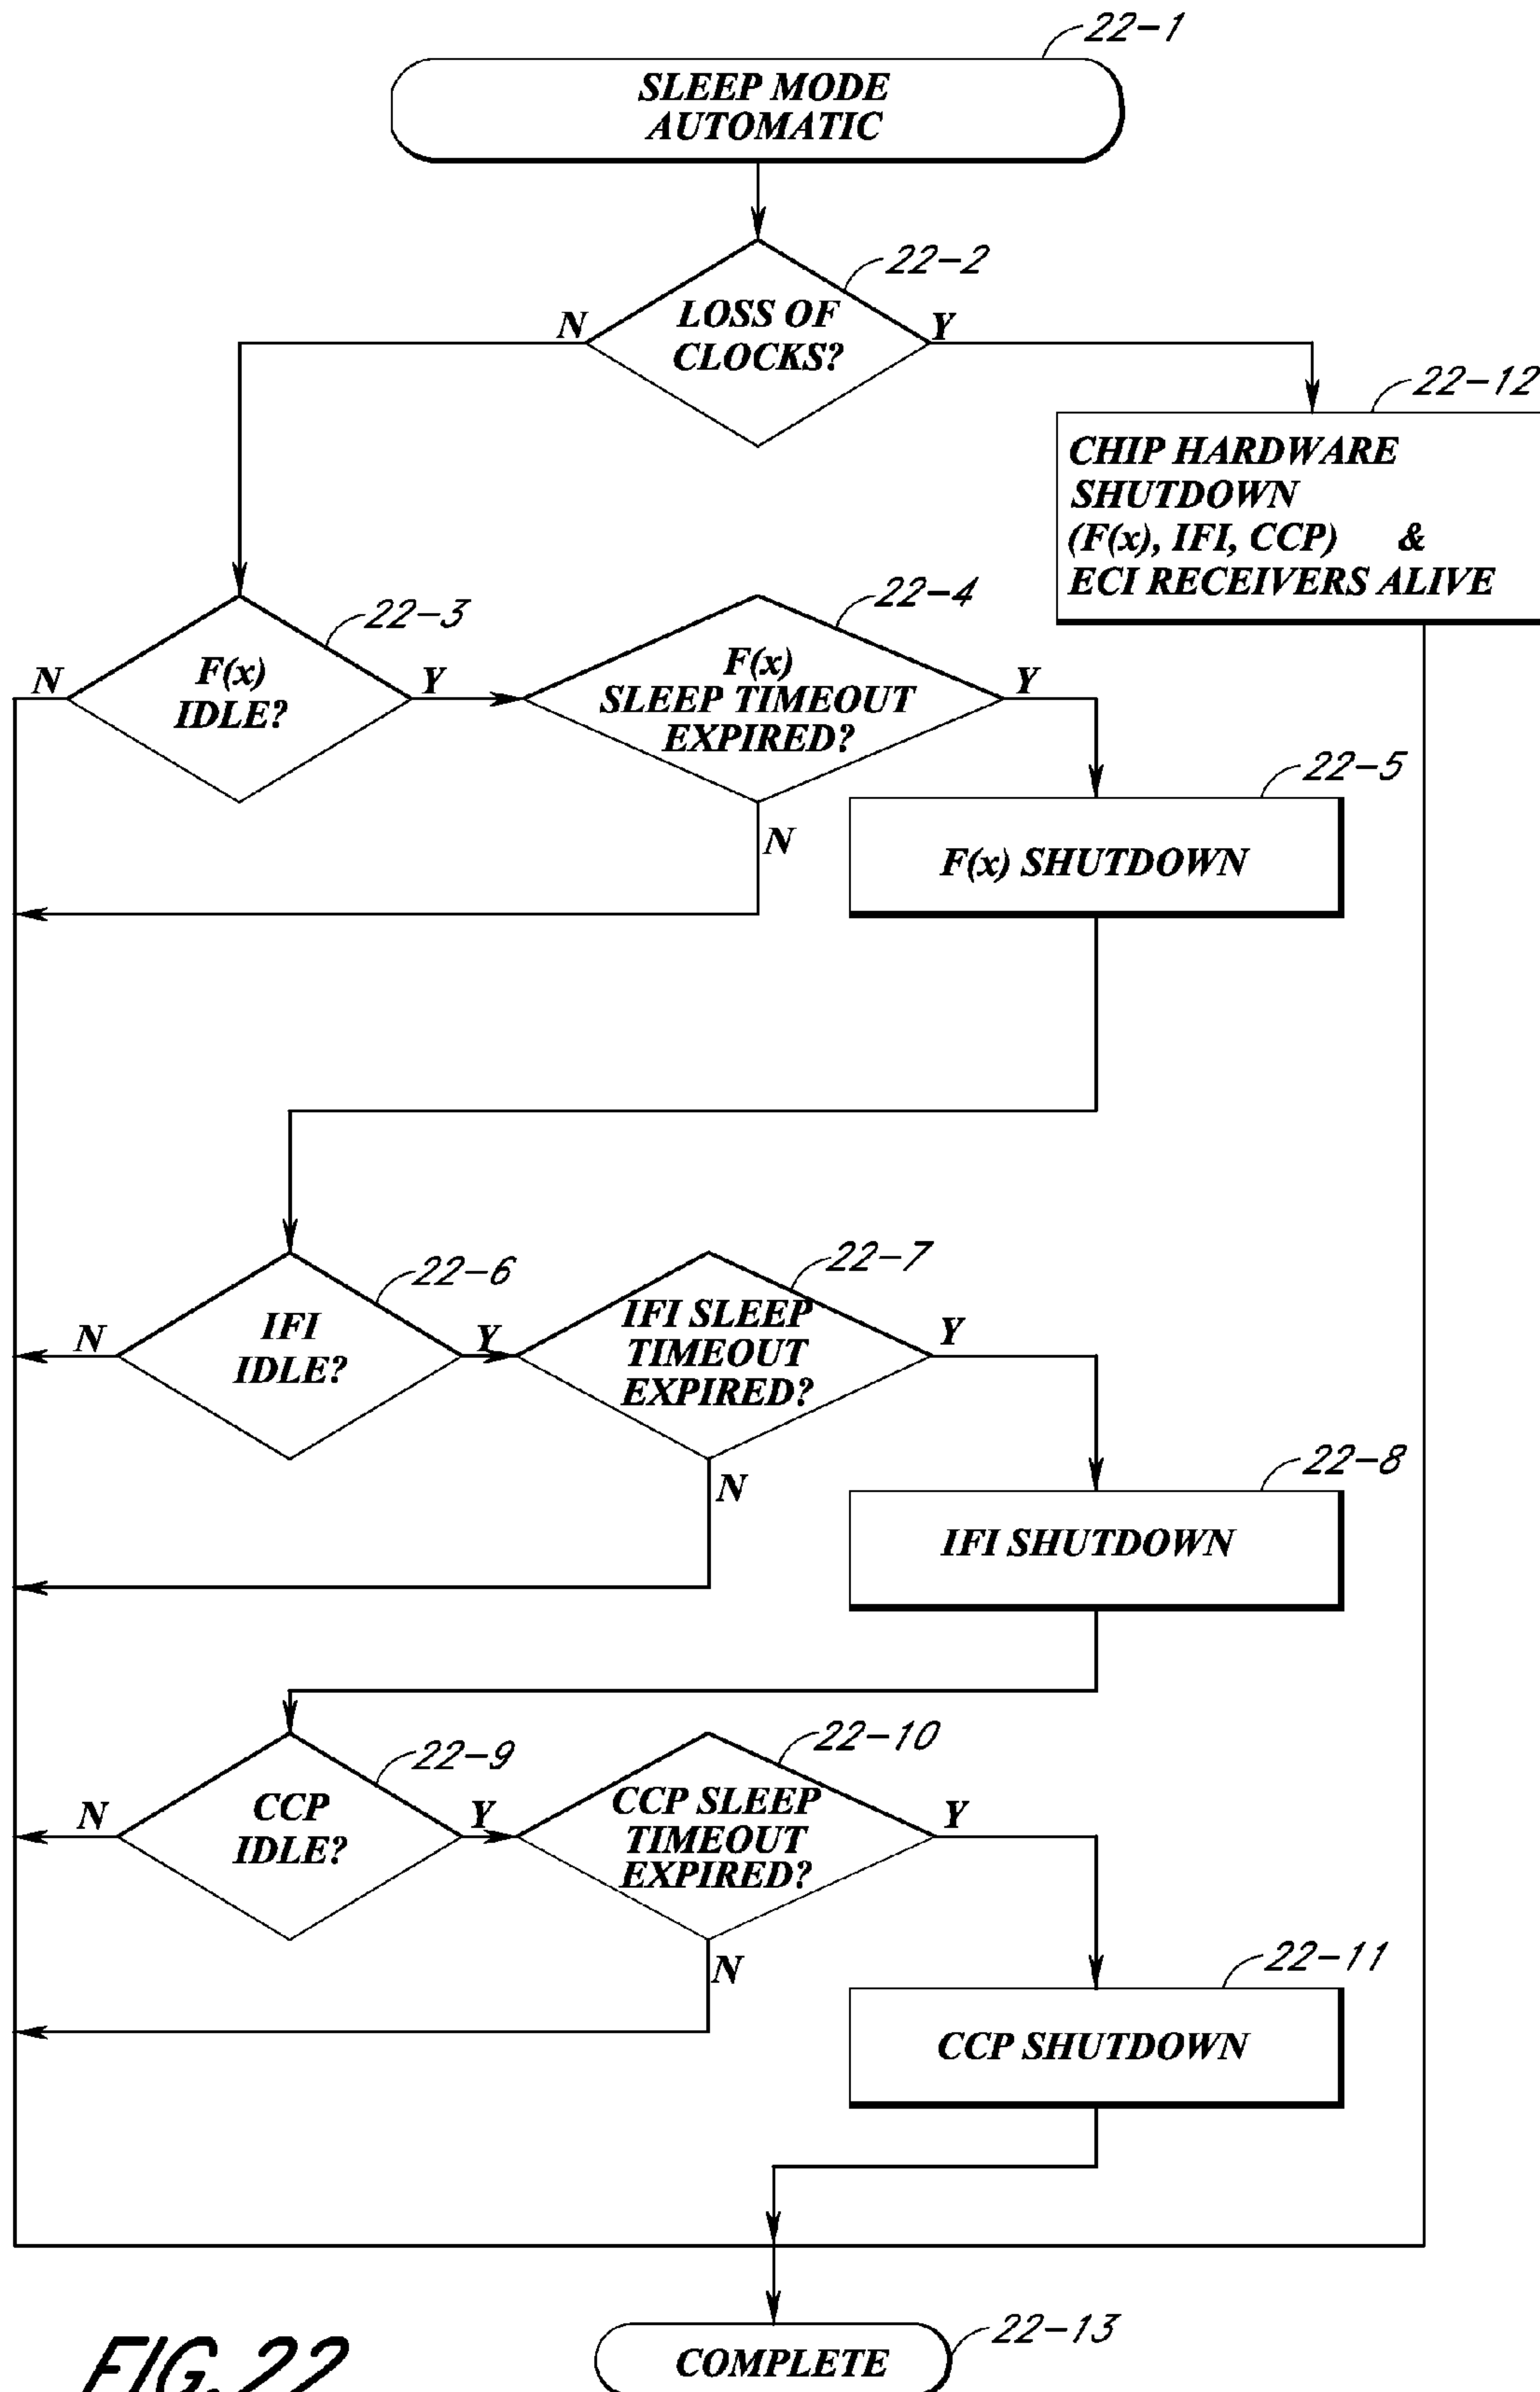 22-1
SLEEP MODE
AUTOMATIC
22-2
N
LOSS OF
CLOCKS?
Y
22-12
CHIP HARDWARE
SHUTDOWN
(F(x), IFI, CCP) &
ECI RECEIVERS ALIVE
22-3
22-4
N
F(x)
IDLE?
Y
F(x)
SLEEP TIMEOUT
EXPIRED?
Y
22-5
N
F(x) SHUTDOWN
22-6
22-7
N
IFI
IDLE?
Y
IFI SLEEP
TIMEOUT
EXPIRED?
Y
22-8
N
IFI SHUTDOWN
22-9
22-10
N
CCP
IDLE?
Y
CCP SLEEP
TIMEOUT
EXPIRED?
Y
22-11
N
CCP SHUTDOWN
22-13
COMPLETE
FIG. 22